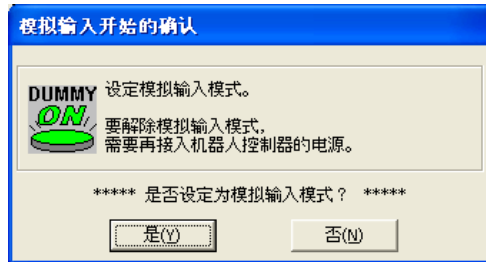 模拟输入开始的确认
DUMMY
ON
设定模拟输入模式。
要解除模拟输入模式，
需要再接入机器人控制器的电源。
***** 是否设定为模拟输入模式？ *****
是(Y)
否(N)